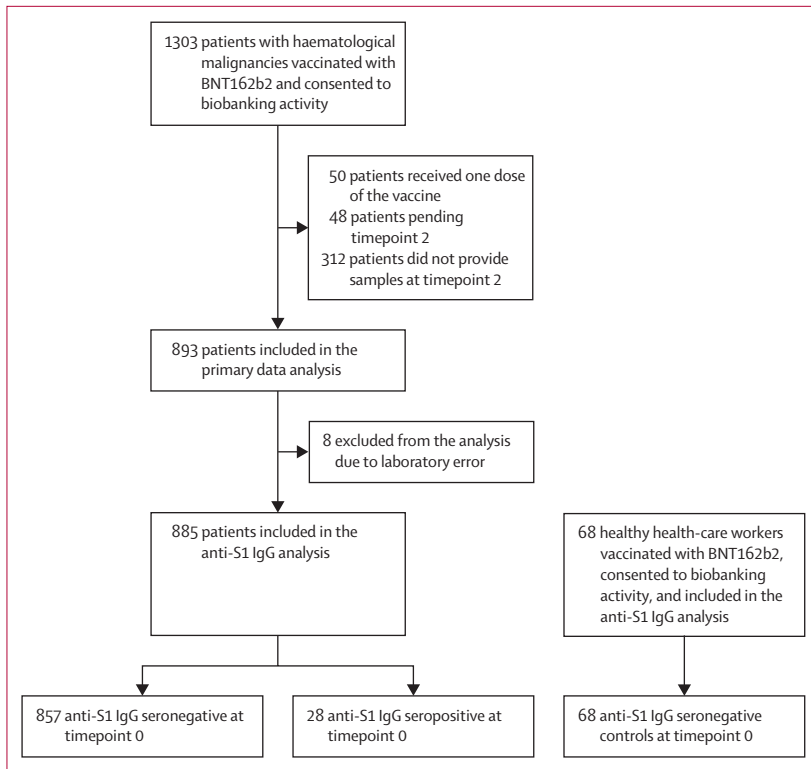 1303 patients with haematological
malignancies vaccinated with
BNT162b2 and consented to
biobanking activity
50 patients received one dose
of the vaccine
48 patients pending
timepoint 2
312 patients did not provide
samples at timepoint 2
893 patients included in the
primary data analysis
8 excluded from the analysis
due to laboratory error
885 patients included in the
anti-S1 IgG analysis
68 healthy health-care workers
vaccinated with BNT162b2,
consented to biobanking
activity, and included in the
anti-S1 IgG analysis
857 anti-S1 IgG seronegative at
timepoint 0
28 anti-S1 IgG seropositive at
timepoint 0
68 anti-S1 IgG seronegative
controls at timepoint 0